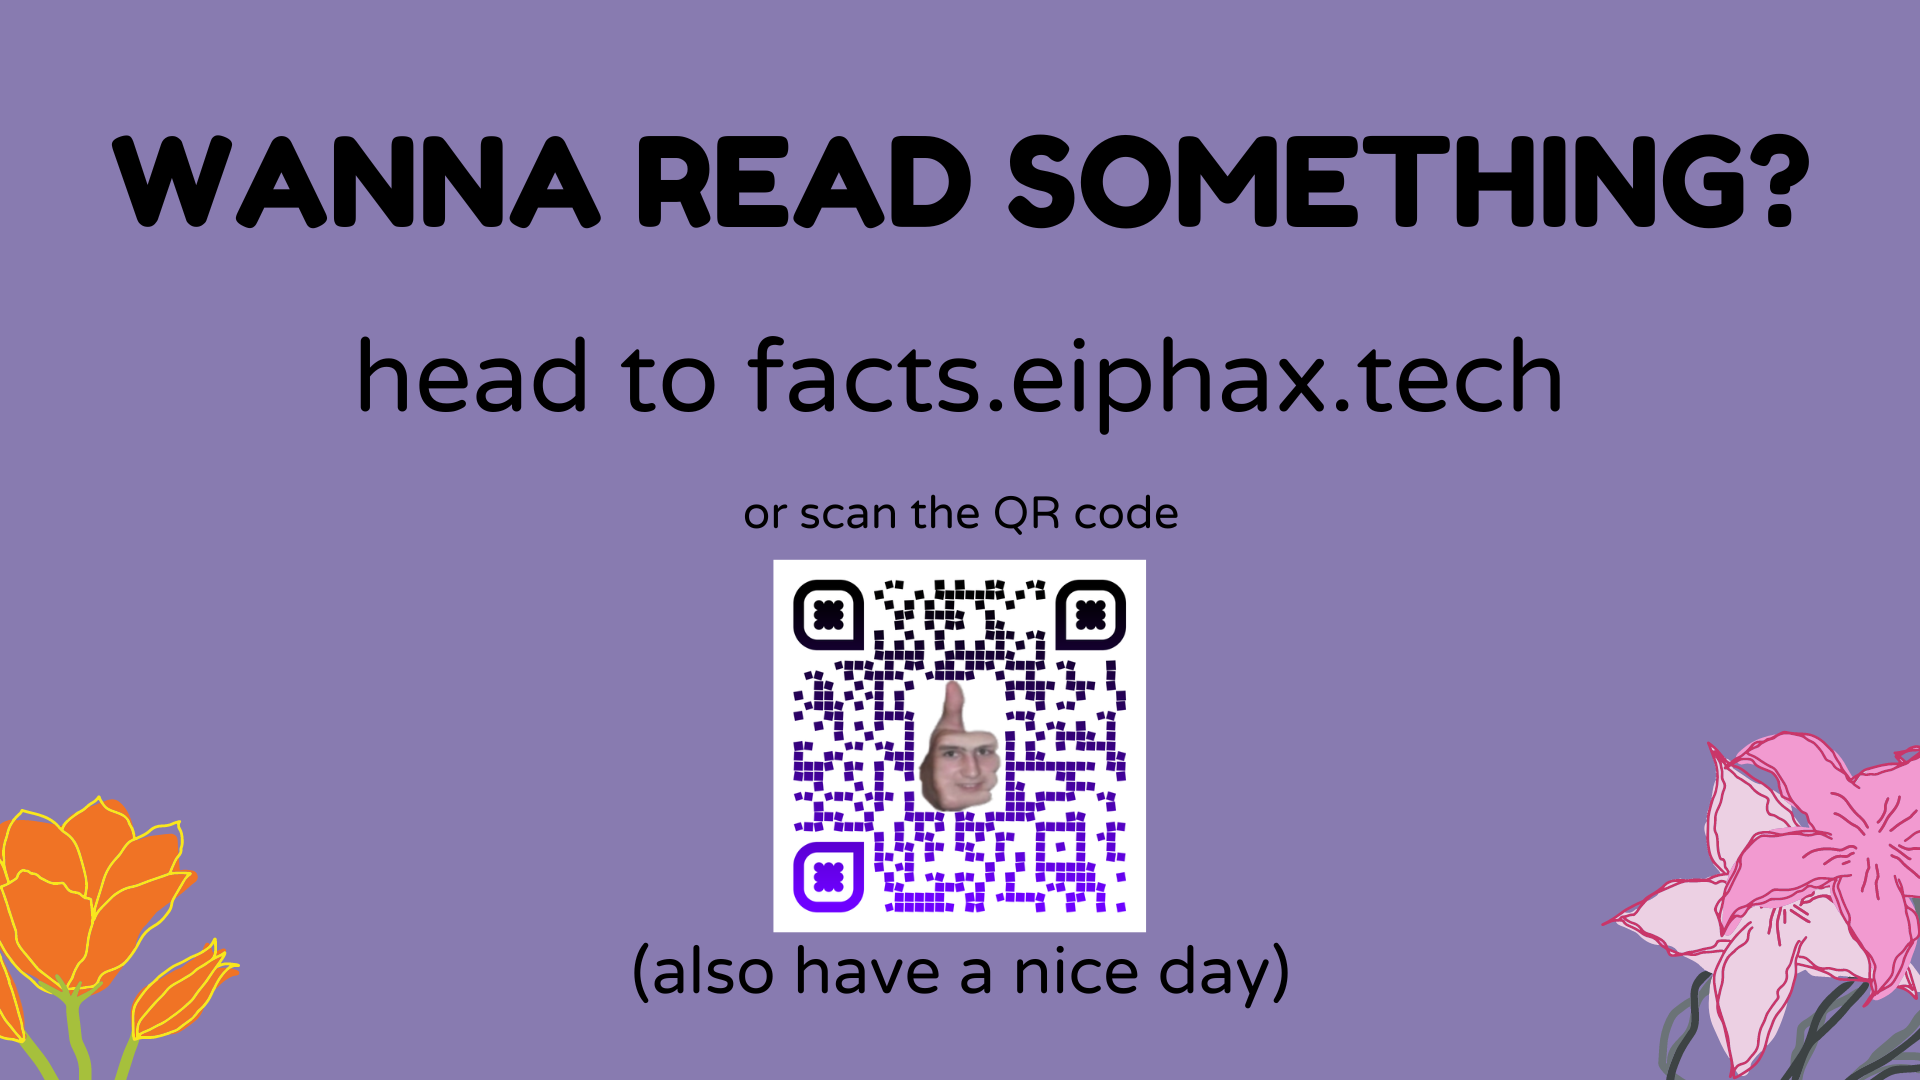 WANNA READ SOMETHING?
head to facts.eiphax.tech
or scan the QR code
(also have a nice day)